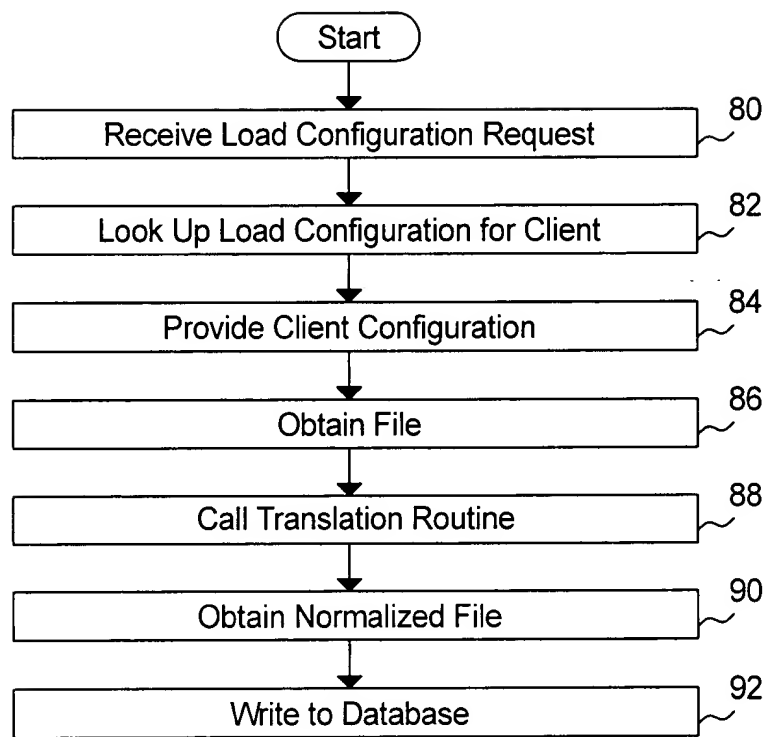 Start
Receive Load Configuration Request
80
Look Up Load Configuration for Client
82
Provide Client Configuration
84
Obtain File
86
Call Translation Routine
88
Obtain Normalized File
90
Write to Database
92